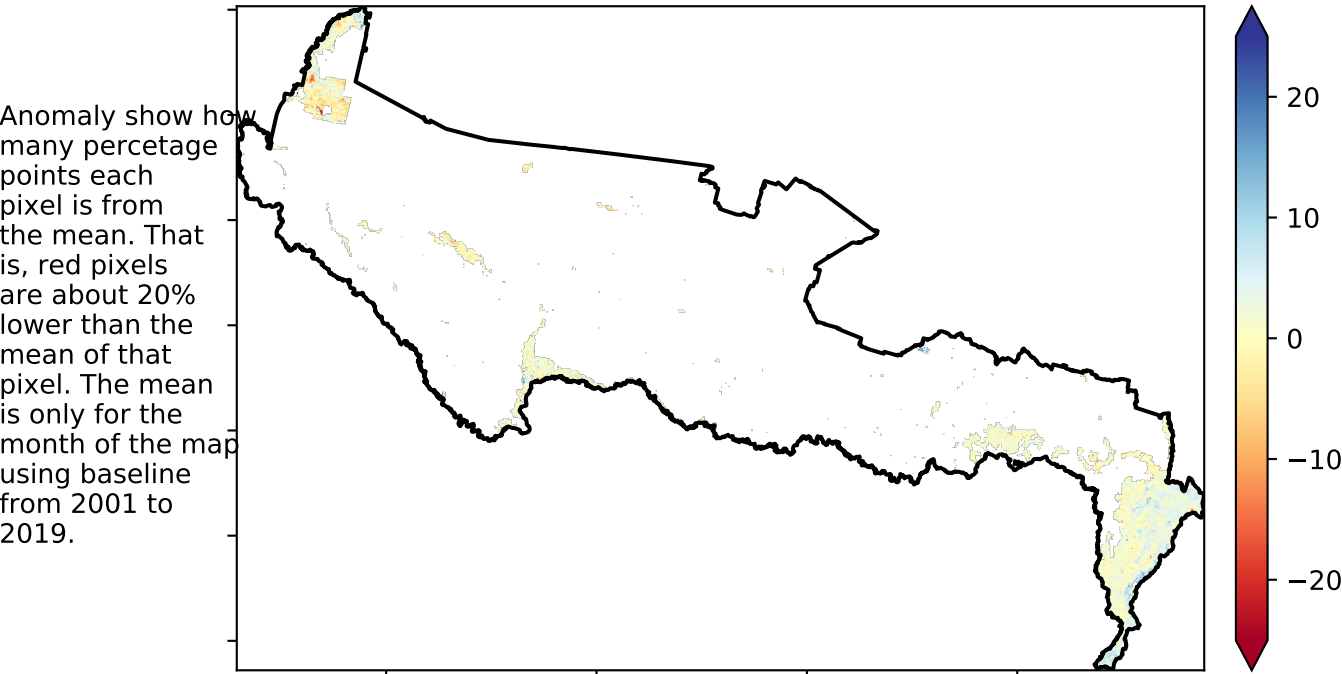 Anomaly show how
many percetage
points each
pixel is from
the mean. That
is, red pixels
are about 20%
lower than the
mean of that
pixel. The mean
is only for the
month of the map
using baseline
from 2001 to
2019.
20
10
0
−10
−20